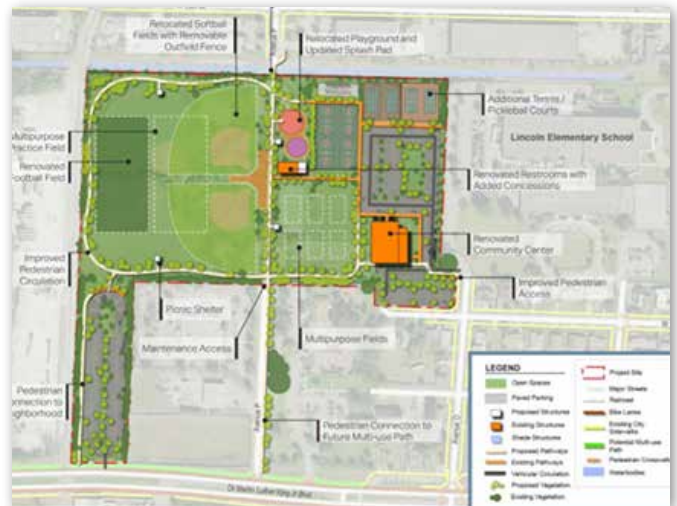 Relocated Softball
Fields with Removable
Outfield Fence
Avenue P
Relocated Playground and
Updated Splash Pad
Additional Tennis /
Pickleball Courts
Lincoln Elementary School
Multipurpose
Practice Field
Renovated
Football Field
Renovated Restrooms with
Added Concessions
Renovated
Community Center
Improved
Pedestrian
Circulation
Improved Pedestrian
Access
Picnic Shelter
Multipurpose Fields
Maintenance Access
Pedestrian
Connection to
Neighborhood
Avenue P
Pedestrian Connection to
Future Multi-use Path
Dr Martin Luther King Jr Blvd
LEGEND
Open Spaces
Paved Parking
Proposed Structures
Existing Structures
Shade Structures
Proposed Pathways
Existing Pathways
Vehicular Circulation
Proposed Vegetation
Existing Vegetation
Project Site
Major Streets
Railroad
Bike Lanes
Existing City
Sidewalks
Potential Multi-use
Path
Pedestrian
Waterbodies